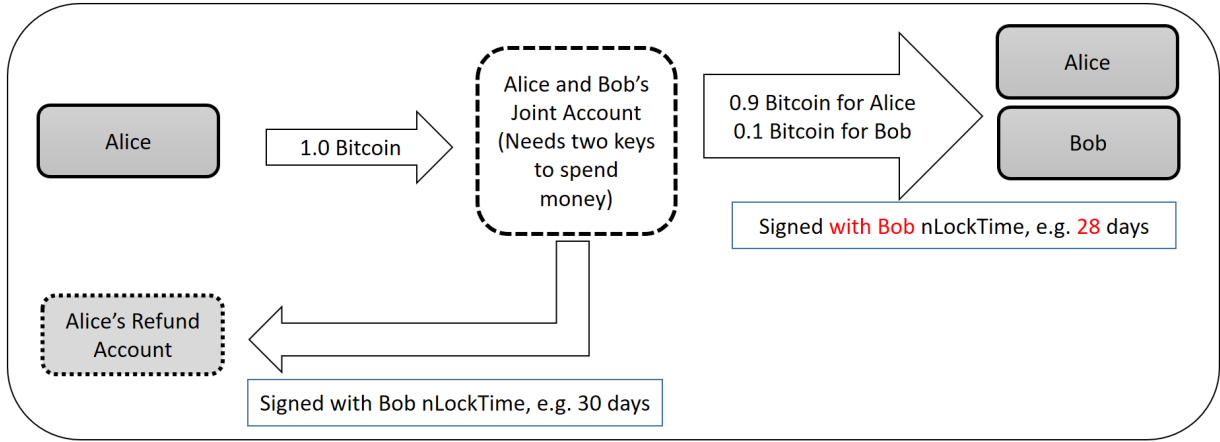 Alice
1.0 Bitcoin
Alice and Bob’s
Joint Account
(Needs two keys
to spend
money)
0.9 Bitcoin for Alice
0.1 Bitcoin for Bob
Alice
Bob
Signed with Bob nLockTime, e.g. 28 days
Alice’s Refund
Account
Signed with Bob nLockTime, e.g. 30 days